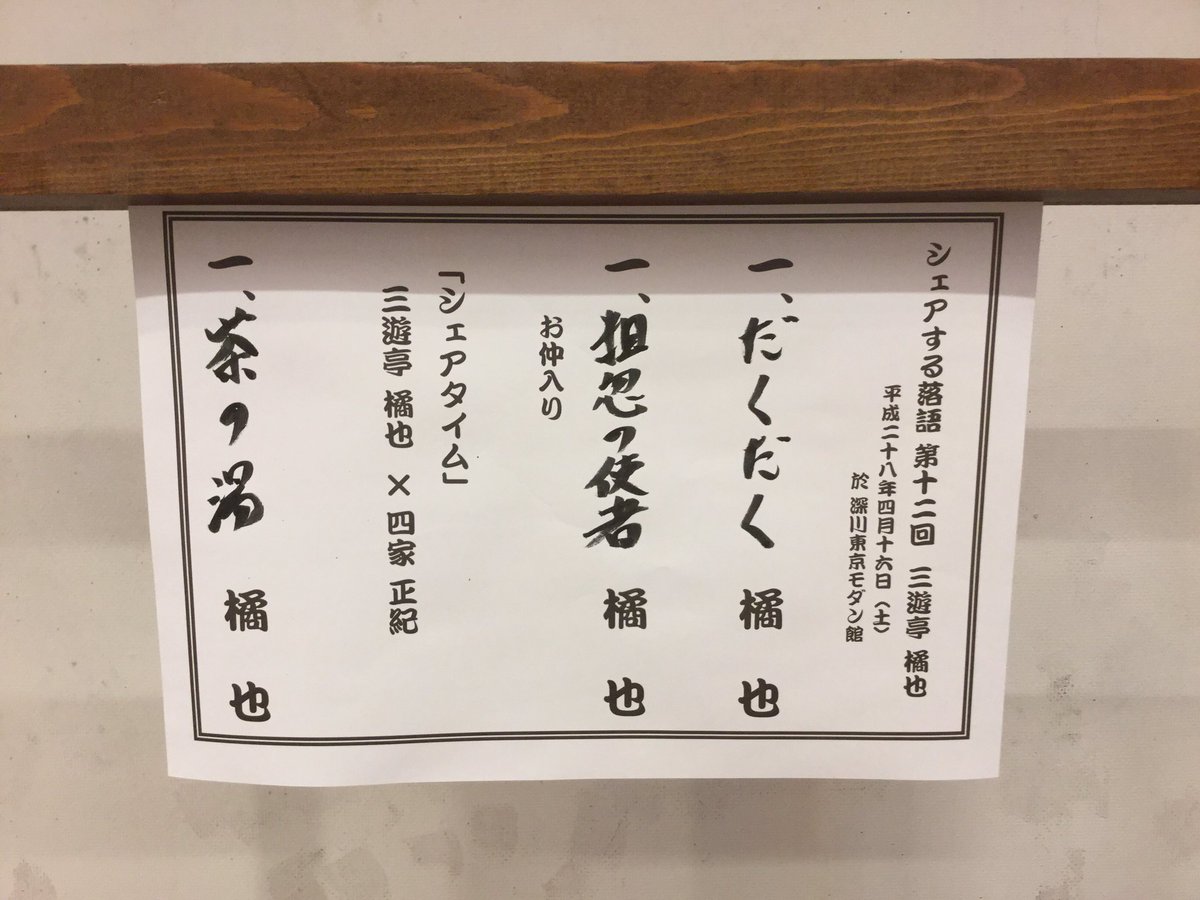 シェアする落語 第十二回 三遊亭 橘也
平成二十八年四月十六日（土）
於 深川東京モダン館
一、だくだく 橘也
一、粗忽の使者 橘也
お仲入り
「シェアタイム」
三遊亭 橘也 × 四家 正紀
一、茶の湯 橘也